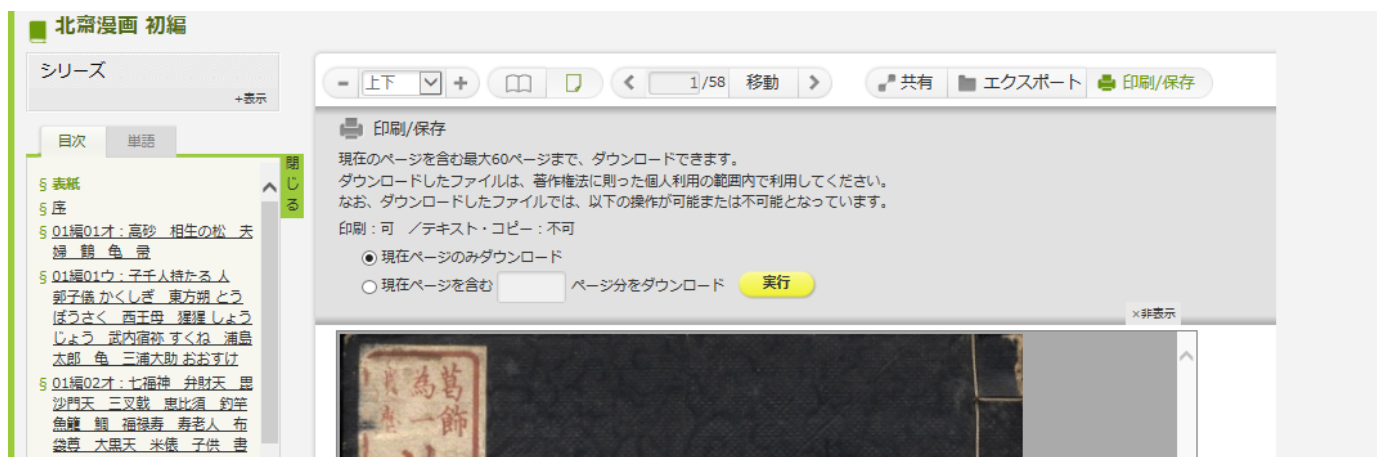 北齋漫画 初編
シリーズ
+表示
目次 単語
閉じる
§ 表紙
§ 序
§ 01編01オ：高砂 相生の松 夫
婦 鶴 亀 帚
§ 01編01ウ：子千人持たる人
郭子儀 かくしぎ 東方朔 とう
ぼうさく 西王母 猩猩 しょう
じょう 武内宿祢 すくね 浦島
太郎 亀 三浦大助 おおすけ
§ 01編02オ：七福神 弁財天 毘
沙門天 三叉戟 恵比須 釣竿
魚籠 鯛 福禄寿 寿老人 布
袋尊 大黒天 米俵 子供 書
- 上下 +
1/58 移動
共有 エクスポート 印刷/保存
印刷/保存
現在のページを含む最大60ページまで、ダウンロードできます。
ダウンロードしたファイルは、著作権法に則った個人利用の範囲内で利用してください。
なお、ダウンロードしたファイルでは、以下の操作が可能または不可能となっています。
印刷：可 ／テキスト・コピー：不可
現在ページのみダウンロード
現在ページを含む ページ分をダウンロード 実行
×非表示
葛飾
為一